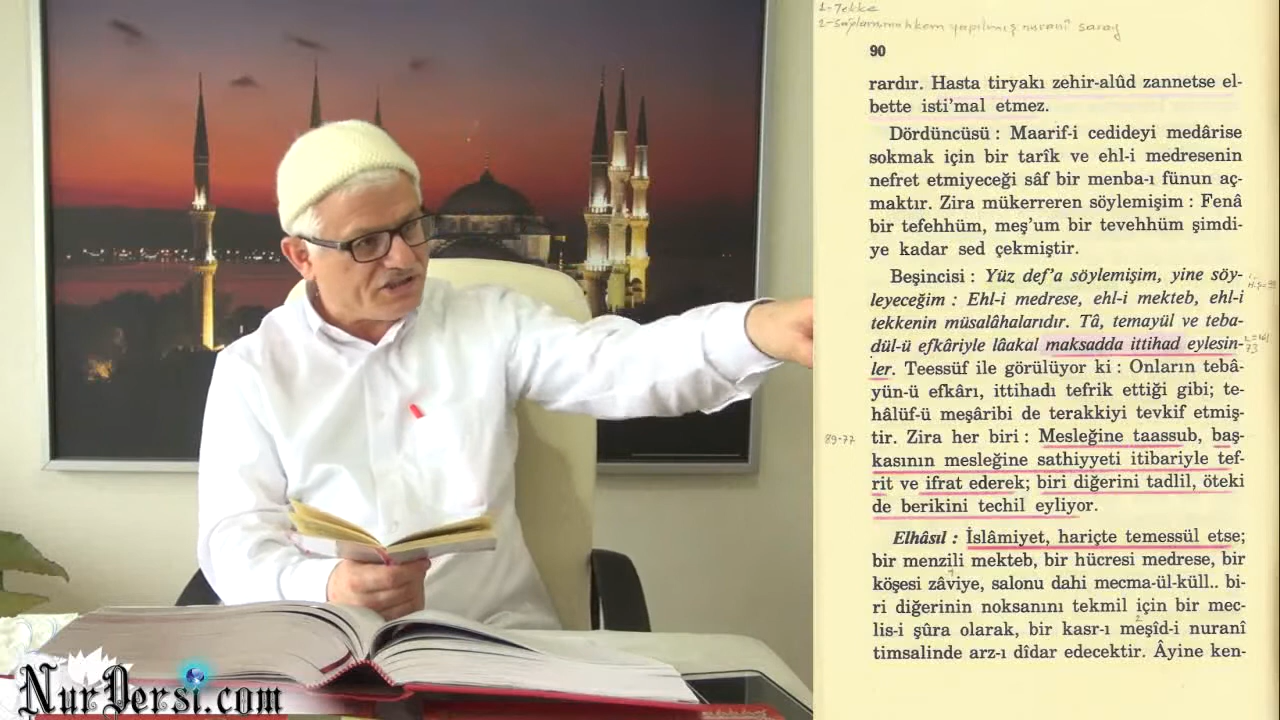 1-Tekke
2-Sağlam, muhkem yapılmış nuranî saray
90
rardır. Hasta tiryakı zehir-alûd zannetse el-
bette isti’mal etmez.
Dördüncüsü : Maarif-i cedideyi medârise
sokmak için bir tarîk ve ehl-i medresenin
nefret etmiyeceği sâf bir menba-ı fünun aç-
maktır. Zira mükerreren söylemişim : Fenâ
bir tefehhüm, meş’um bir tevehhüm şimdi-
ye kadar sed çekmiştir.
Beşincisi : Yüz def’a söylemişim, yine söy-
leyeceğim : Ehl-i medrese, ehl-i mekteb, ehl-i
tekkenin müsalâhalarıdır. Tâ, temayül ve teba-
dül-ü efkâriyle lâakal maksadda ittihad eylesin-
ler. Teessüf ile görülüyor ki : Onların tebâ-
yün-ü efkârı, ittihadı tefrik ettiği gibi; te-
hâlüf-ü meşâribi de terakkiyi tevkif etmiş-
89-77
tir. Zira her biri : Mesleğine taassub, baş-
kasının mesleğine sathiyyeti itibariyle tef-
rit ve ifrat ederek; biri diğerini tadlil, öteki
de berikini techil eyliyor.
Elhâsıl : İslâmiyet, hariçte temessül etse;
bir menzili mekteb, bir hücresi medrese, bir
köşesi zâviye, salonu dahi mecma-ül-küll.. bi-
ri diğerinin noksanını tekmil için bir mec-
lis-i şûra olarak, bir kasr-ı meşîd-i nuranî
timsalinde arz-ı dîdar edecektir. Âyine ken-
NurDersi.com